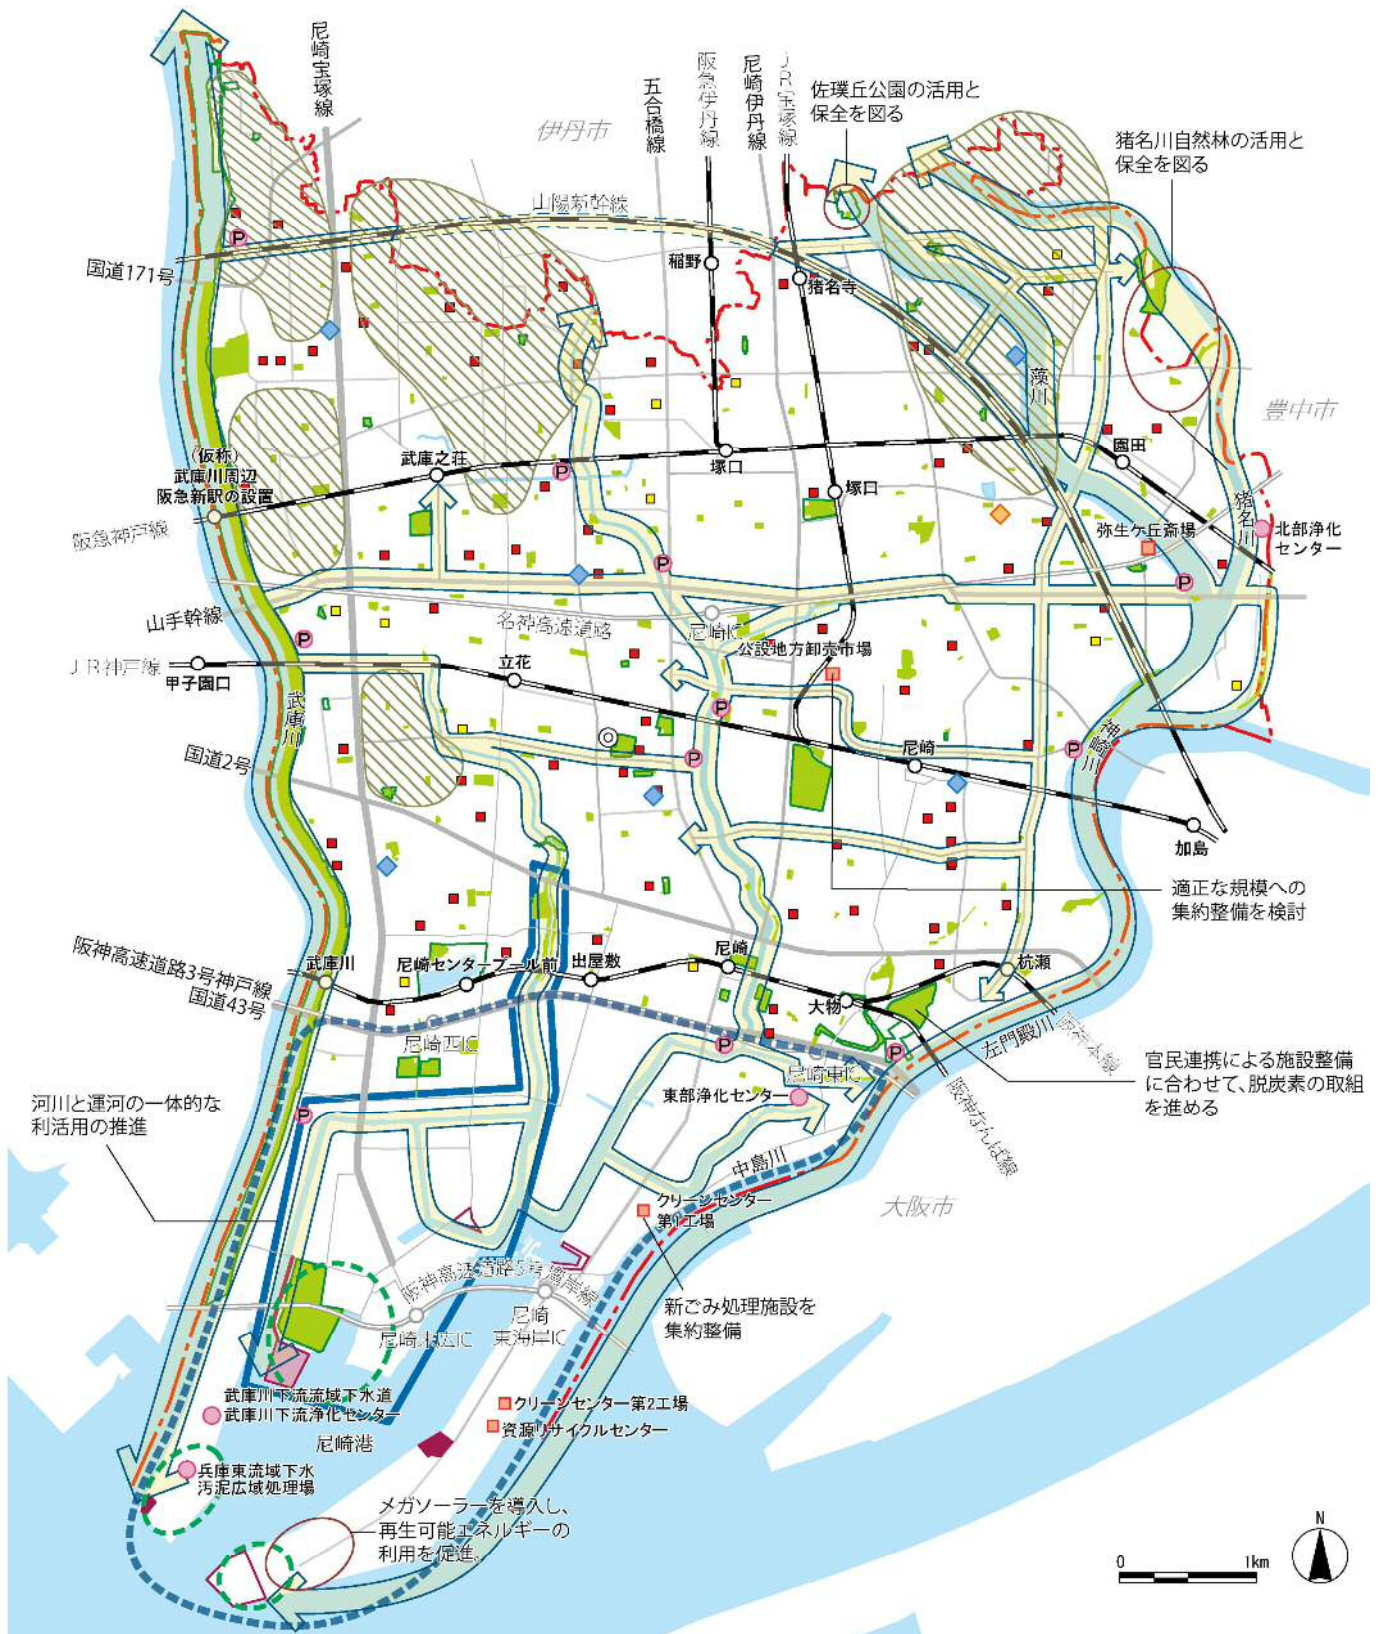 尼崎宝塚線
五合橋線
阪急伊丹線
尼崎伊丹線
JR宝塚線
佐璞丘公園の活用と
保全を図る
猪名川自然林の活用と
保全を図る
伊丹市
山陽新幹線
国道171号
稲野
猪名寺
藻川
豊中市
(仮称)
武庫川周辺
阪急新駅の設置
武庫之荘
塚口
園田
塚口
猪名川
阪急神戸線
弥生ケ丘斎場
北部浄化
センター
山手幹線
名神高速道路
尼崎IC
公設地方卸売市場
JR神戸線
甲子園口
立花
武庫川
国道2号
尼崎
神崎川
加島
適正な規模への
集約整備を検討
阪神高速道路3号神戸線
国道43号
武庫川
尼崎センタープール前
出屋敷
尼崎
大物
杭瀬
尼崎西IC
尼崎東IC
左門殿川
阪神本線
阪神なんば線
官民連携による施設整備
に合わせて、脱炭素の取組
を進める
河川と運河の一体的な
利活用の推進
東部浄化センター
中島川
大阪市
クリーンセンター
第1工場
阪神高速道路5号湾岸線
新ごみ処理施設を
集約整備
尼崎末広IC
尼崎
東海岸IC
武庫川下流流域下水道
武庫川下流浄化センター
クリーンセンター第2工場
資源リサイクルセンター
尼崎港
兵庫東流域下水
汚泥広域処理場
メガソーラーを導入し、
再生可能エネルギーの
利用を促進。
P
P
P
P
P
P
P
P
P
P
P
N
0 1km